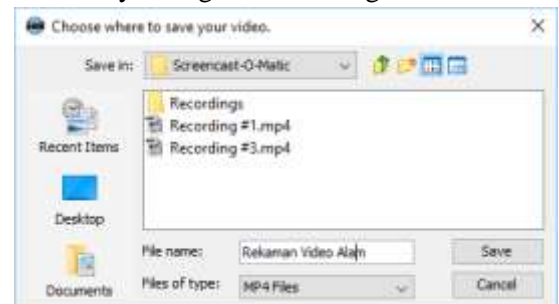 Choose where to save your video.
Save in: Screencast-O-Matic
Recordings
Recording #1.mp4
Recording #3.mp4
Recent Items
Desktop
Documents
File name: Rekaman Video Alam Save
Files of type: MP4 Files Cancel